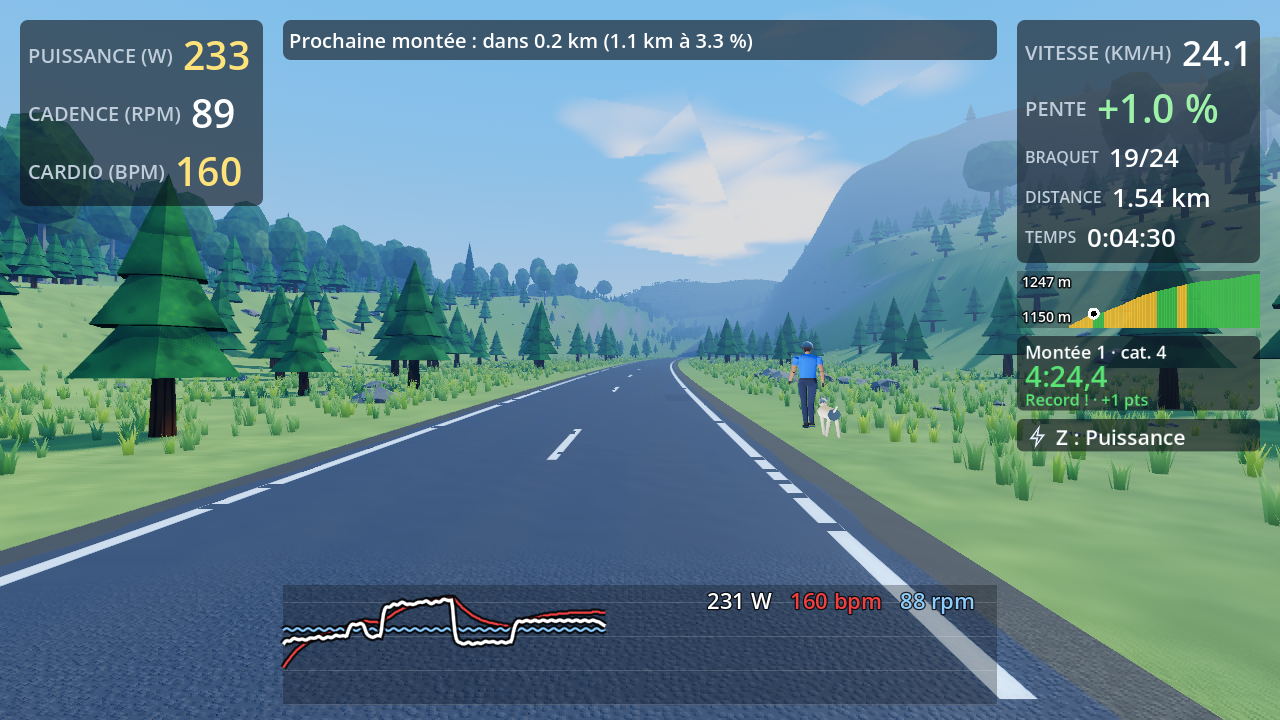 PUISSANCE (W) 233
CADENCE (RPM) 89
CARDIO (BPM) 160
Prochaine montée : dans 0.2 km (1.1 km à 3.3 %)
VITESSE (KM/H) 24.1
PENTE +1.0 %
BRAQUET 19/24
DISTANCE 1.54 km
TEMPS 0:04:30
1247 m
1150 m
Montée 1 · cat. 4
4:24,4
Record ! · +1 pts
Z : Puissance
231 W 160 bpm 88 rpm